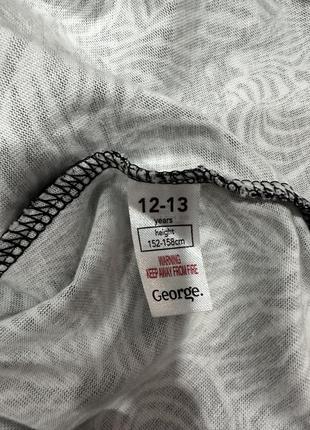 12-13
years
height
152-158cm
WARNING
KEEP AWAY FROM FIRE
George.